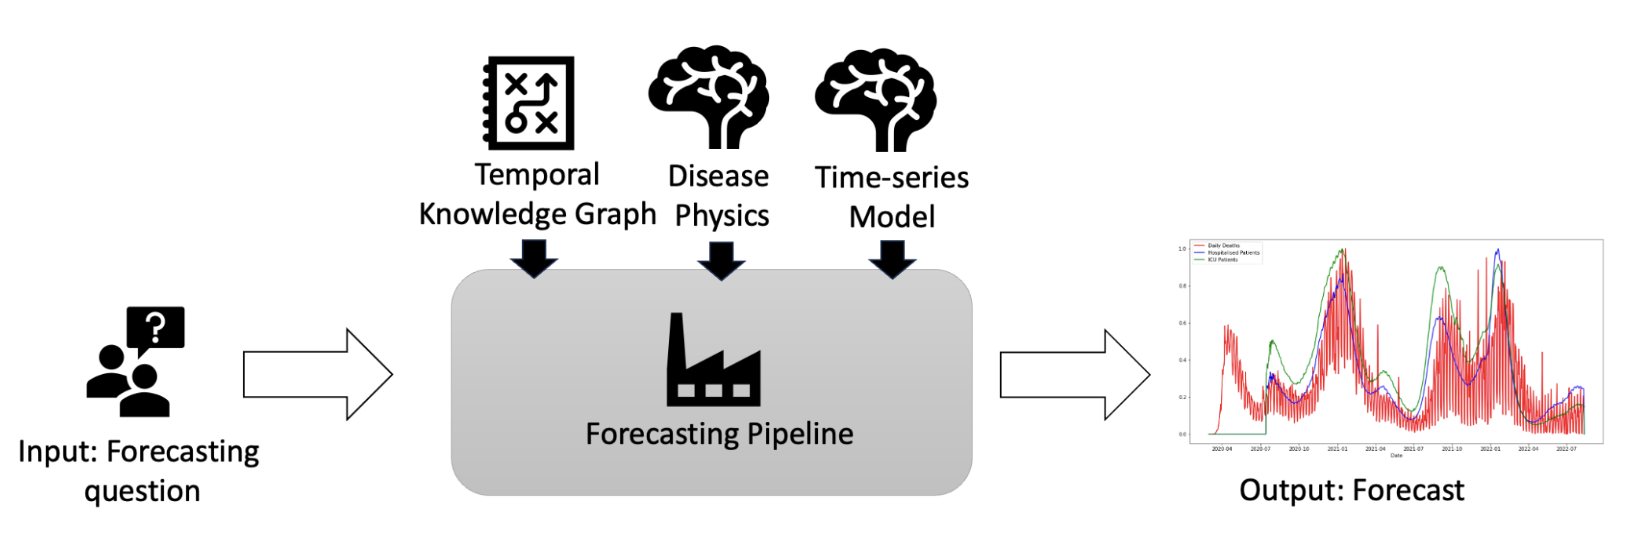 Temporal
Knowledge Graph
Disease
Physics
Time-series
Model
?
Input: Forecasting
question
Forecasting Pipeline
Daily Deaths
Hospitalised Patients
ICU Patients
1.0
0.8
0.6
0.4
0.2
0.0
2020-04 2020-07 2020-10 2021-01 2021-04 2021-07 2021-10 2022-01 2022-04 2022-07
Date
Output: Forecast